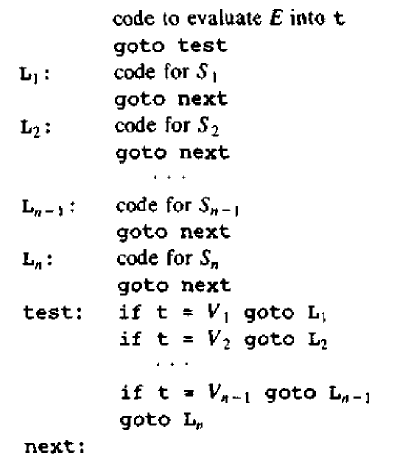 code to evaluate E into t
goto test
L₁: code for S₁
goto next
L₂: code for S₂
goto next
. . .
Lₙ₋₁: code for Sₙ₋₁
goto next
Lₙ: code for Sₙ
goto next
test: if t = V₁ goto L₁
if t = V₂ goto L₂
. . .
if t = Vₙ₋₁ goto Lₙ₋₁
goto Lₙ
next: